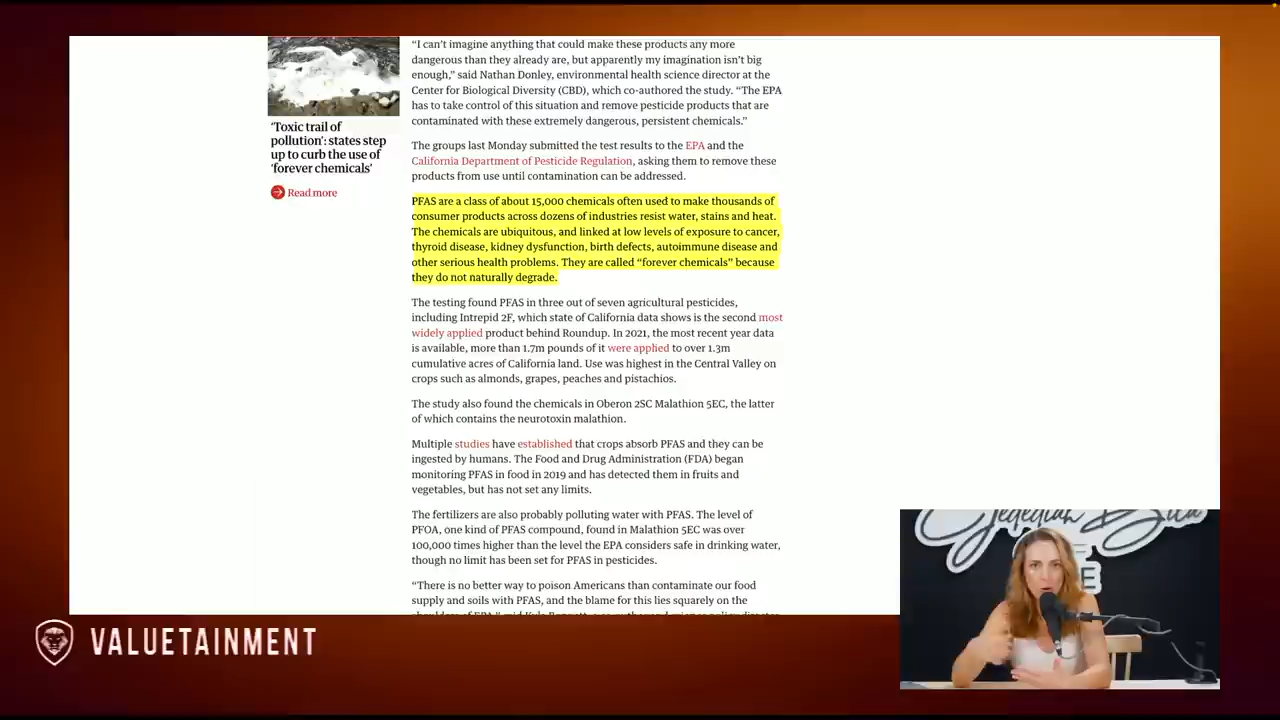 ‘Toxic trail of
pollution’: states step
up to curb the use of
‘forever chemicals’
Read more
“I can’t imagine anything that could make these products any more
dangerous than they already are, but apparently my imagination isn’t big
enough,” said Nathan Donley, environmental health science director at the
Center for Biological Diversity (CBD), which co-authored the study. “The EPA
has to take control of this situation and remove pesticide products that are
contaminated with these extremely dangerous, persistent chemicals.”
The groups last Monday submitted the test results to the EPA and the
California Department of Pesticide Regulation, asking them to remove these
products from use until contamination can be addressed.
PFAS are a class of about 15,000 chemicals often used to make thousands of
consumer products across dozens of industries resist water, stains and heat.
The chemicals are ubiquitous, and linked at low levels of exposure to cancer,
thyroid disease, kidney dysfunction, birth defects, autoimmune disease and
other serious health problems. They are called “forever chemicals” because
they do not naturally degrade.
The testing found PFAS in three out of seven agricultural pesticides,
including Intrepid 2F, which state of California data shows is the second most
widely applied product behind Roundup. In 2021, the most recent year data
is available, more than 1.7m pounds of it were applied to over 1.3m
cumulative acres of California land. Use was highest in the Central Valley on
crops such as almonds, grapes, peaches and pistachios.
The study also found the chemicals in Oberon 2SC Malathion 5EC, the latter
of which contains the neurotoxin malathion.
Multiple studies have established that crops absorb PFAS and they can be
ingested by humans. The Food and Drug Administration (FDA) began
monitoring PFAS in food in 2019 and has detected them in fruits and
vegetables, but has not set any limits.
The fertilizers are also probably polluting water with PFAS. The level of
PFOA, one kind of PFAS compound, found in Malathion 5EC was over
100,000 times higher than the level the EPA considers safe in drinking water,
though no limit has been set for PFAS in pesticides.
“There is no better way to poison Americans than contaminate our food
supply and soils with PFAS, and the blame for this lies squarely on the
Jedediah Bila
VALUETAINMENT